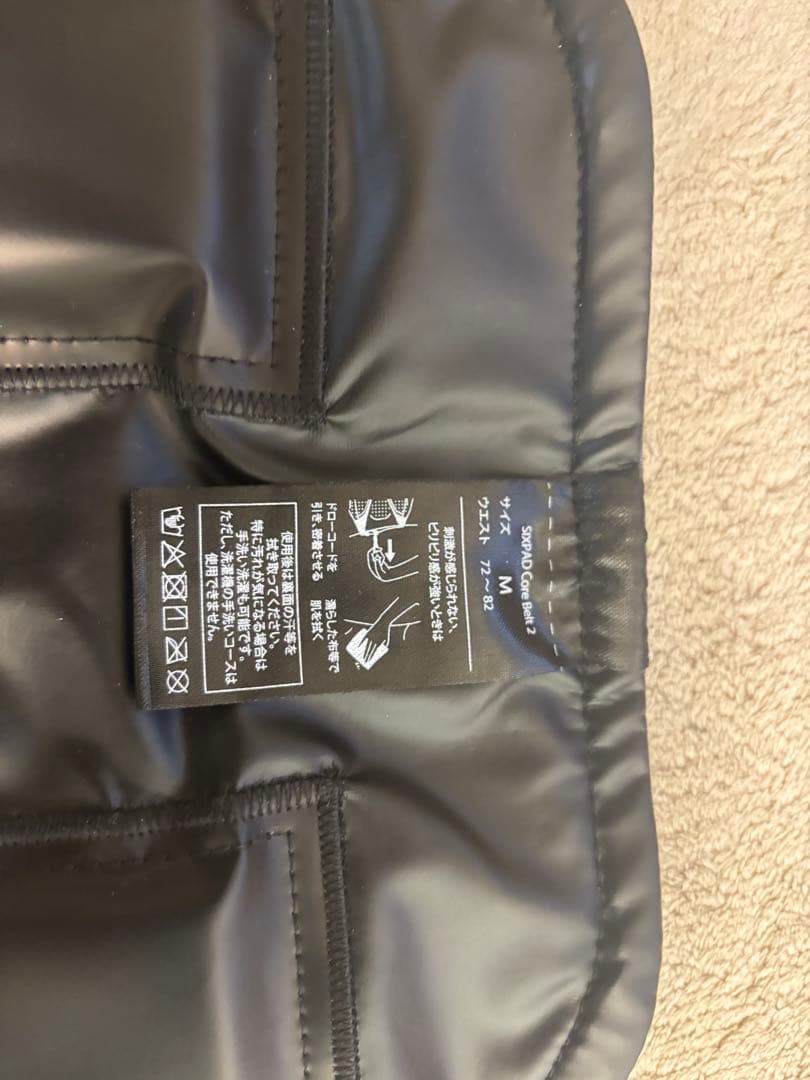 SIXPAD Core Belt 2
サイズ M
ウエスト 72～82
刺激が感じられない、
ピリピリ感が強いときは
ドローコードを
引き、密着させる
濡らした布等で
肌を拭く
使用後は裏面の汗等を
拭き取ってください。
特に汚れが気になる場合は
手洗い洗濯も可能です。
ただし、洗濯機の手洗いコースは
使用できません。